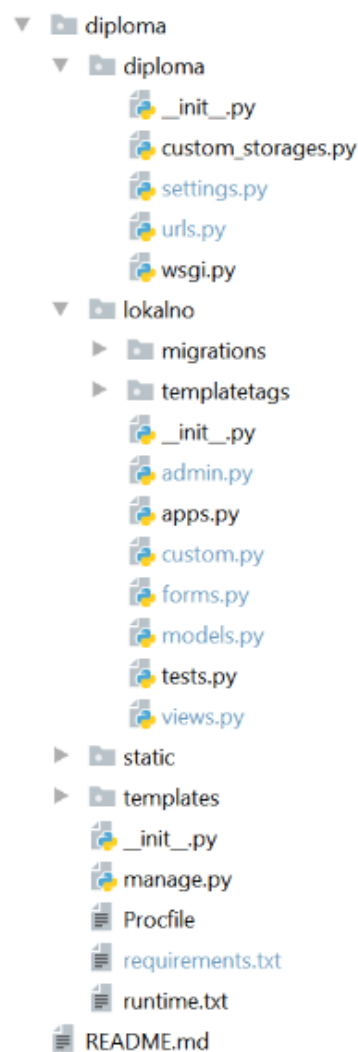 diploma
diploma
__init__.py
custom_storages.py
settings.py
urls.py
wsgi.py
lokalno
migrations
templatetags
__init__.py
admin.py
apps.py
custom.py
forms.py
models.py
tests.py
views.py
static
templates
__init__.py
manage.py
Procfile
requirements.txt
runtime.txt
README.md